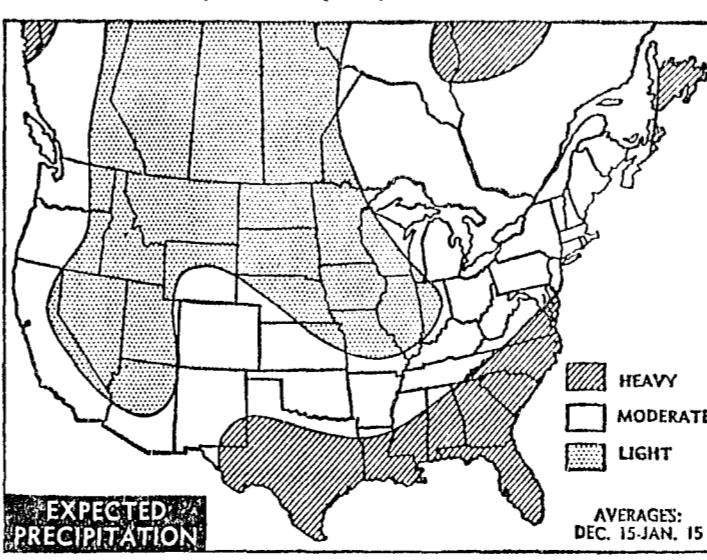 HEAVY
MODERATE
LIGHT
EXPECTED
PRECIPITATION
AVERAGES:
DEC. 15-JAN. 15